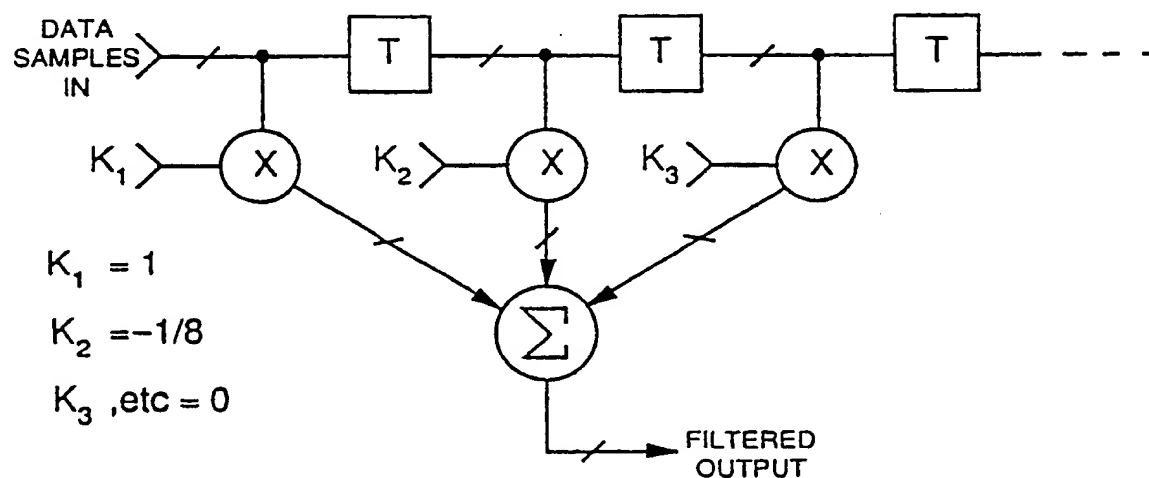 DATA
SAMPLES
IN
T
T
T
K₁
X
K₂
X
K₃
X
K₁ = 1
K₂ =–1/8
K₃ ,etc = 0
Σ
FILTERED
OUTPUT